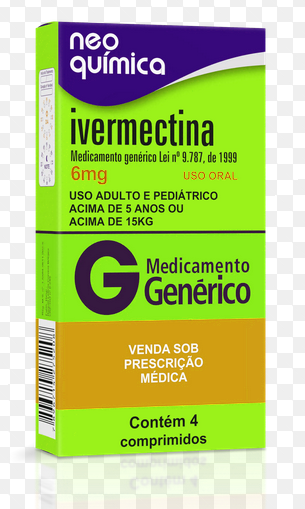 neo
química
ivermectina
Medicamento genérico Lei nº 9.787, de 1999
6mg USO ORAL
USO ADULTO E PEDIÁTRICO
ACIMA DE 5 ANOS OU
ACIMA DE 15KG
G Medicamento
Genérico
VENDA SOB
PRESCRIÇÃO
MÉDICA
Contém 4
comprimidos